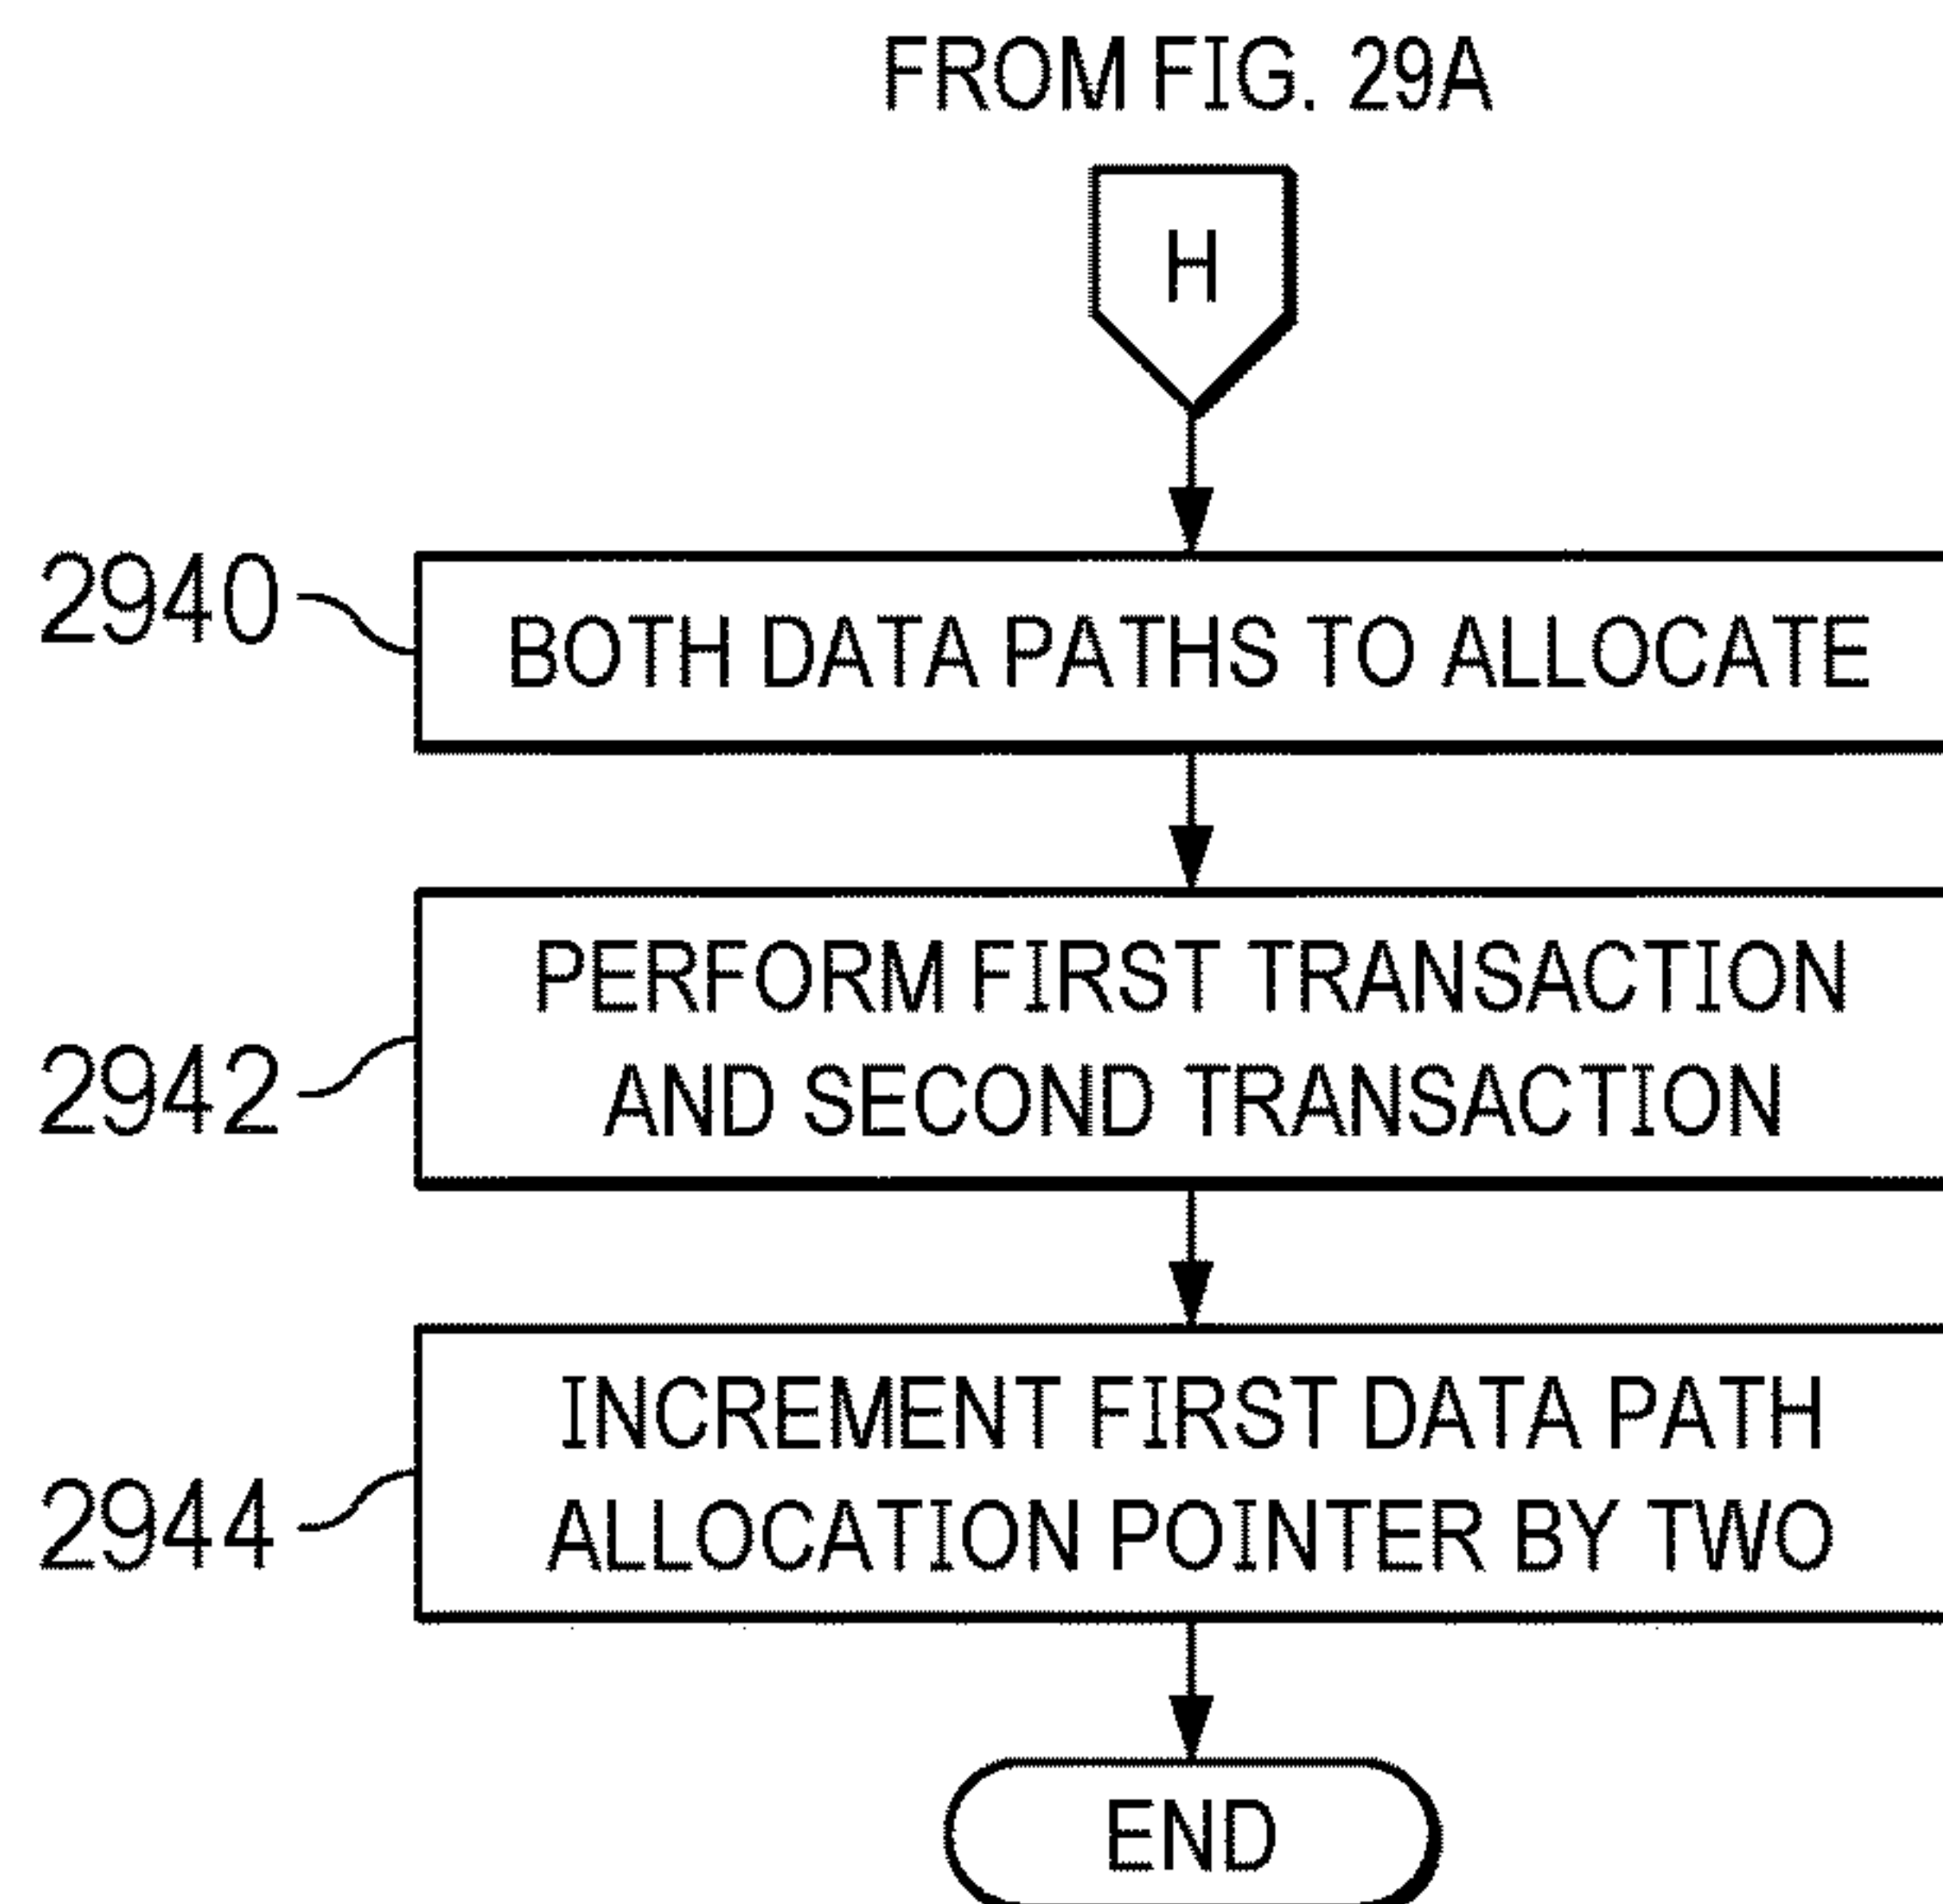 FROM FIG. 29A
H
2940
BOTH DATA PATHS TO ALLOCATE
2942
PERFORM FIRST TRANSACTION
AND SECOND TRANSACTION
2944
INCREMENT FIRST DATA PATH
ALLOCATION POINTER BY TWO
END